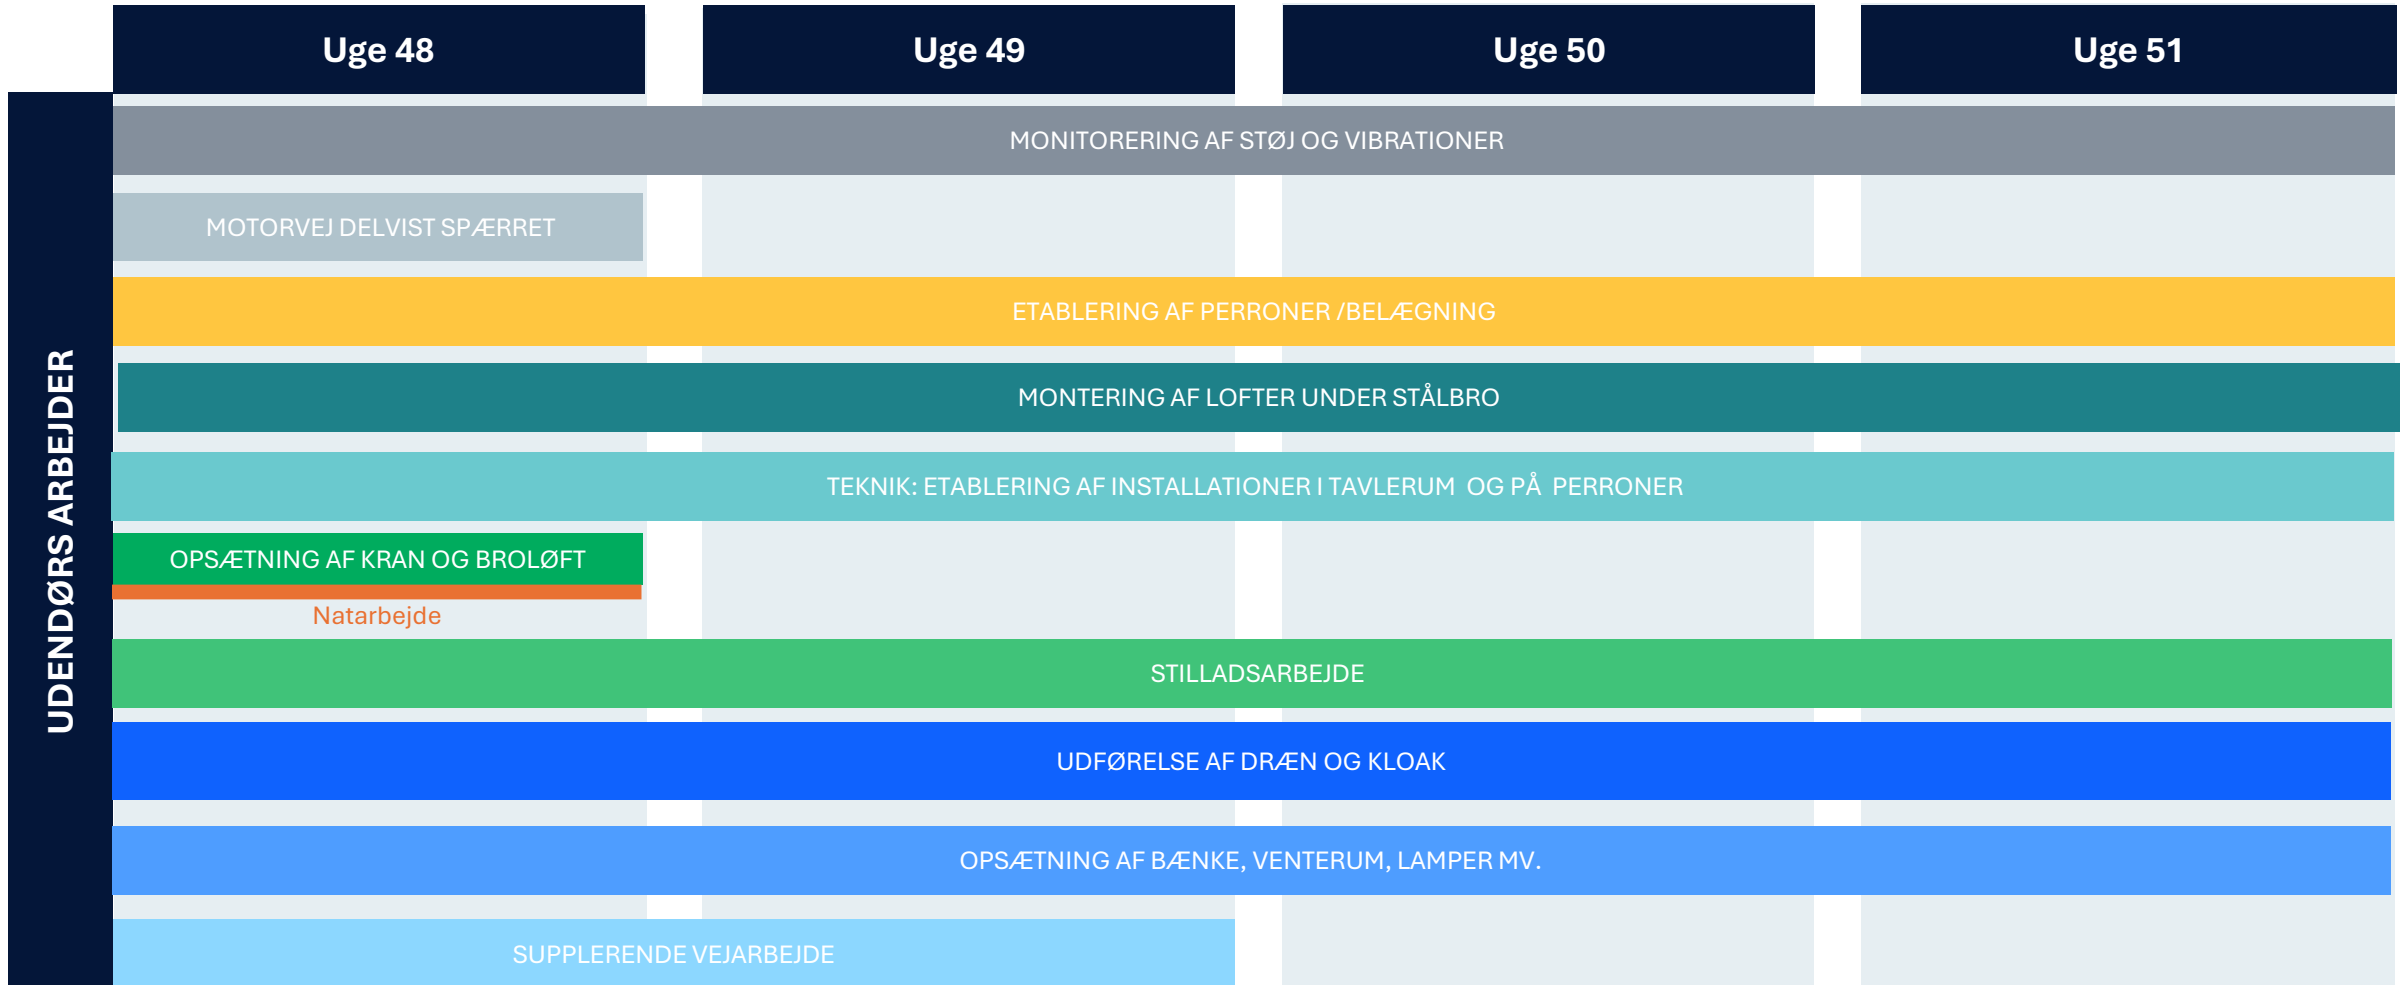 Uge 48
Uge 49
Uge 50
Uge 51
UDENDØRS ARBEJDER
MONITORERING AF STØJ OG VIBRATIONER
MOTORVEJ DELVIST SPÆRRET
ETABLERING AF PERRONER /BELÆGNING
MONTERING AF LOFTER UNDER STÅLBRO
TEKNIK: ETABLERING AF INSTALLATIONER I TAVLERUM OG PÅ PERRONER
OPSÆTNING AF KRAN OG BROLØFT
Natarbejde
STILLADSARBEJDE
UDFØRELSE AF DRÆN OG KLOAK
OPSÆTNING AF BÆNKE, VENTERUM, LAMPER MV.
SUPPLERENDE VEJARBEJDE